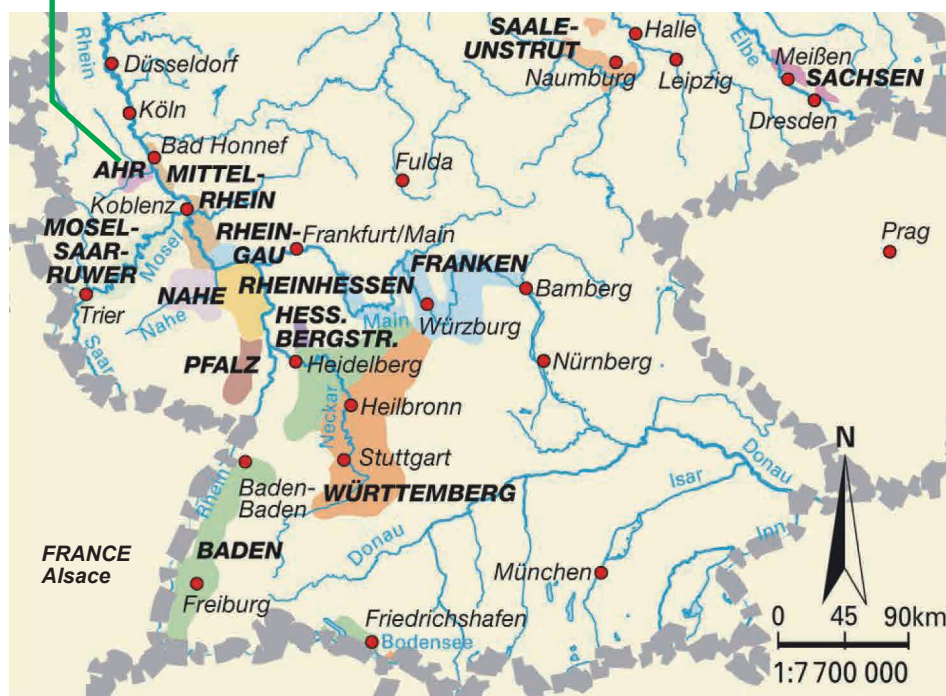 Rhein
Düsseldorf
Köln
Bad Honnef
AHR
MITTEL-
RHEIN
Koblenz
MOSEL-
SAAR-
RUWER
Mosel
Trier
Saar
NAHE
Nahe
RHEIN-
GAU
Frankfurt/Main
Fulda
SAALE-
UNSTRUT
Halle
Naumburg
Leipzig
Elbe
Meißen
SACHSEN
Dresden
Prag
RHEINHESSEN
FRANKEN
Bamberg
HESS.
BERGSTR.
Main
Würzburg
PFALZ
Heidelberg
Nürnberg
Neckar
Heilbronn
Stuttgart
WÜRTTEMBERG
Rhein
Baden-
Baden
BADEN
FRANCE
Alsace
Freiburg
Donau
Isar
Donau
Inn
München
Friedrichshafen
Bodensee
N
0 45 90km
1:7 700 000